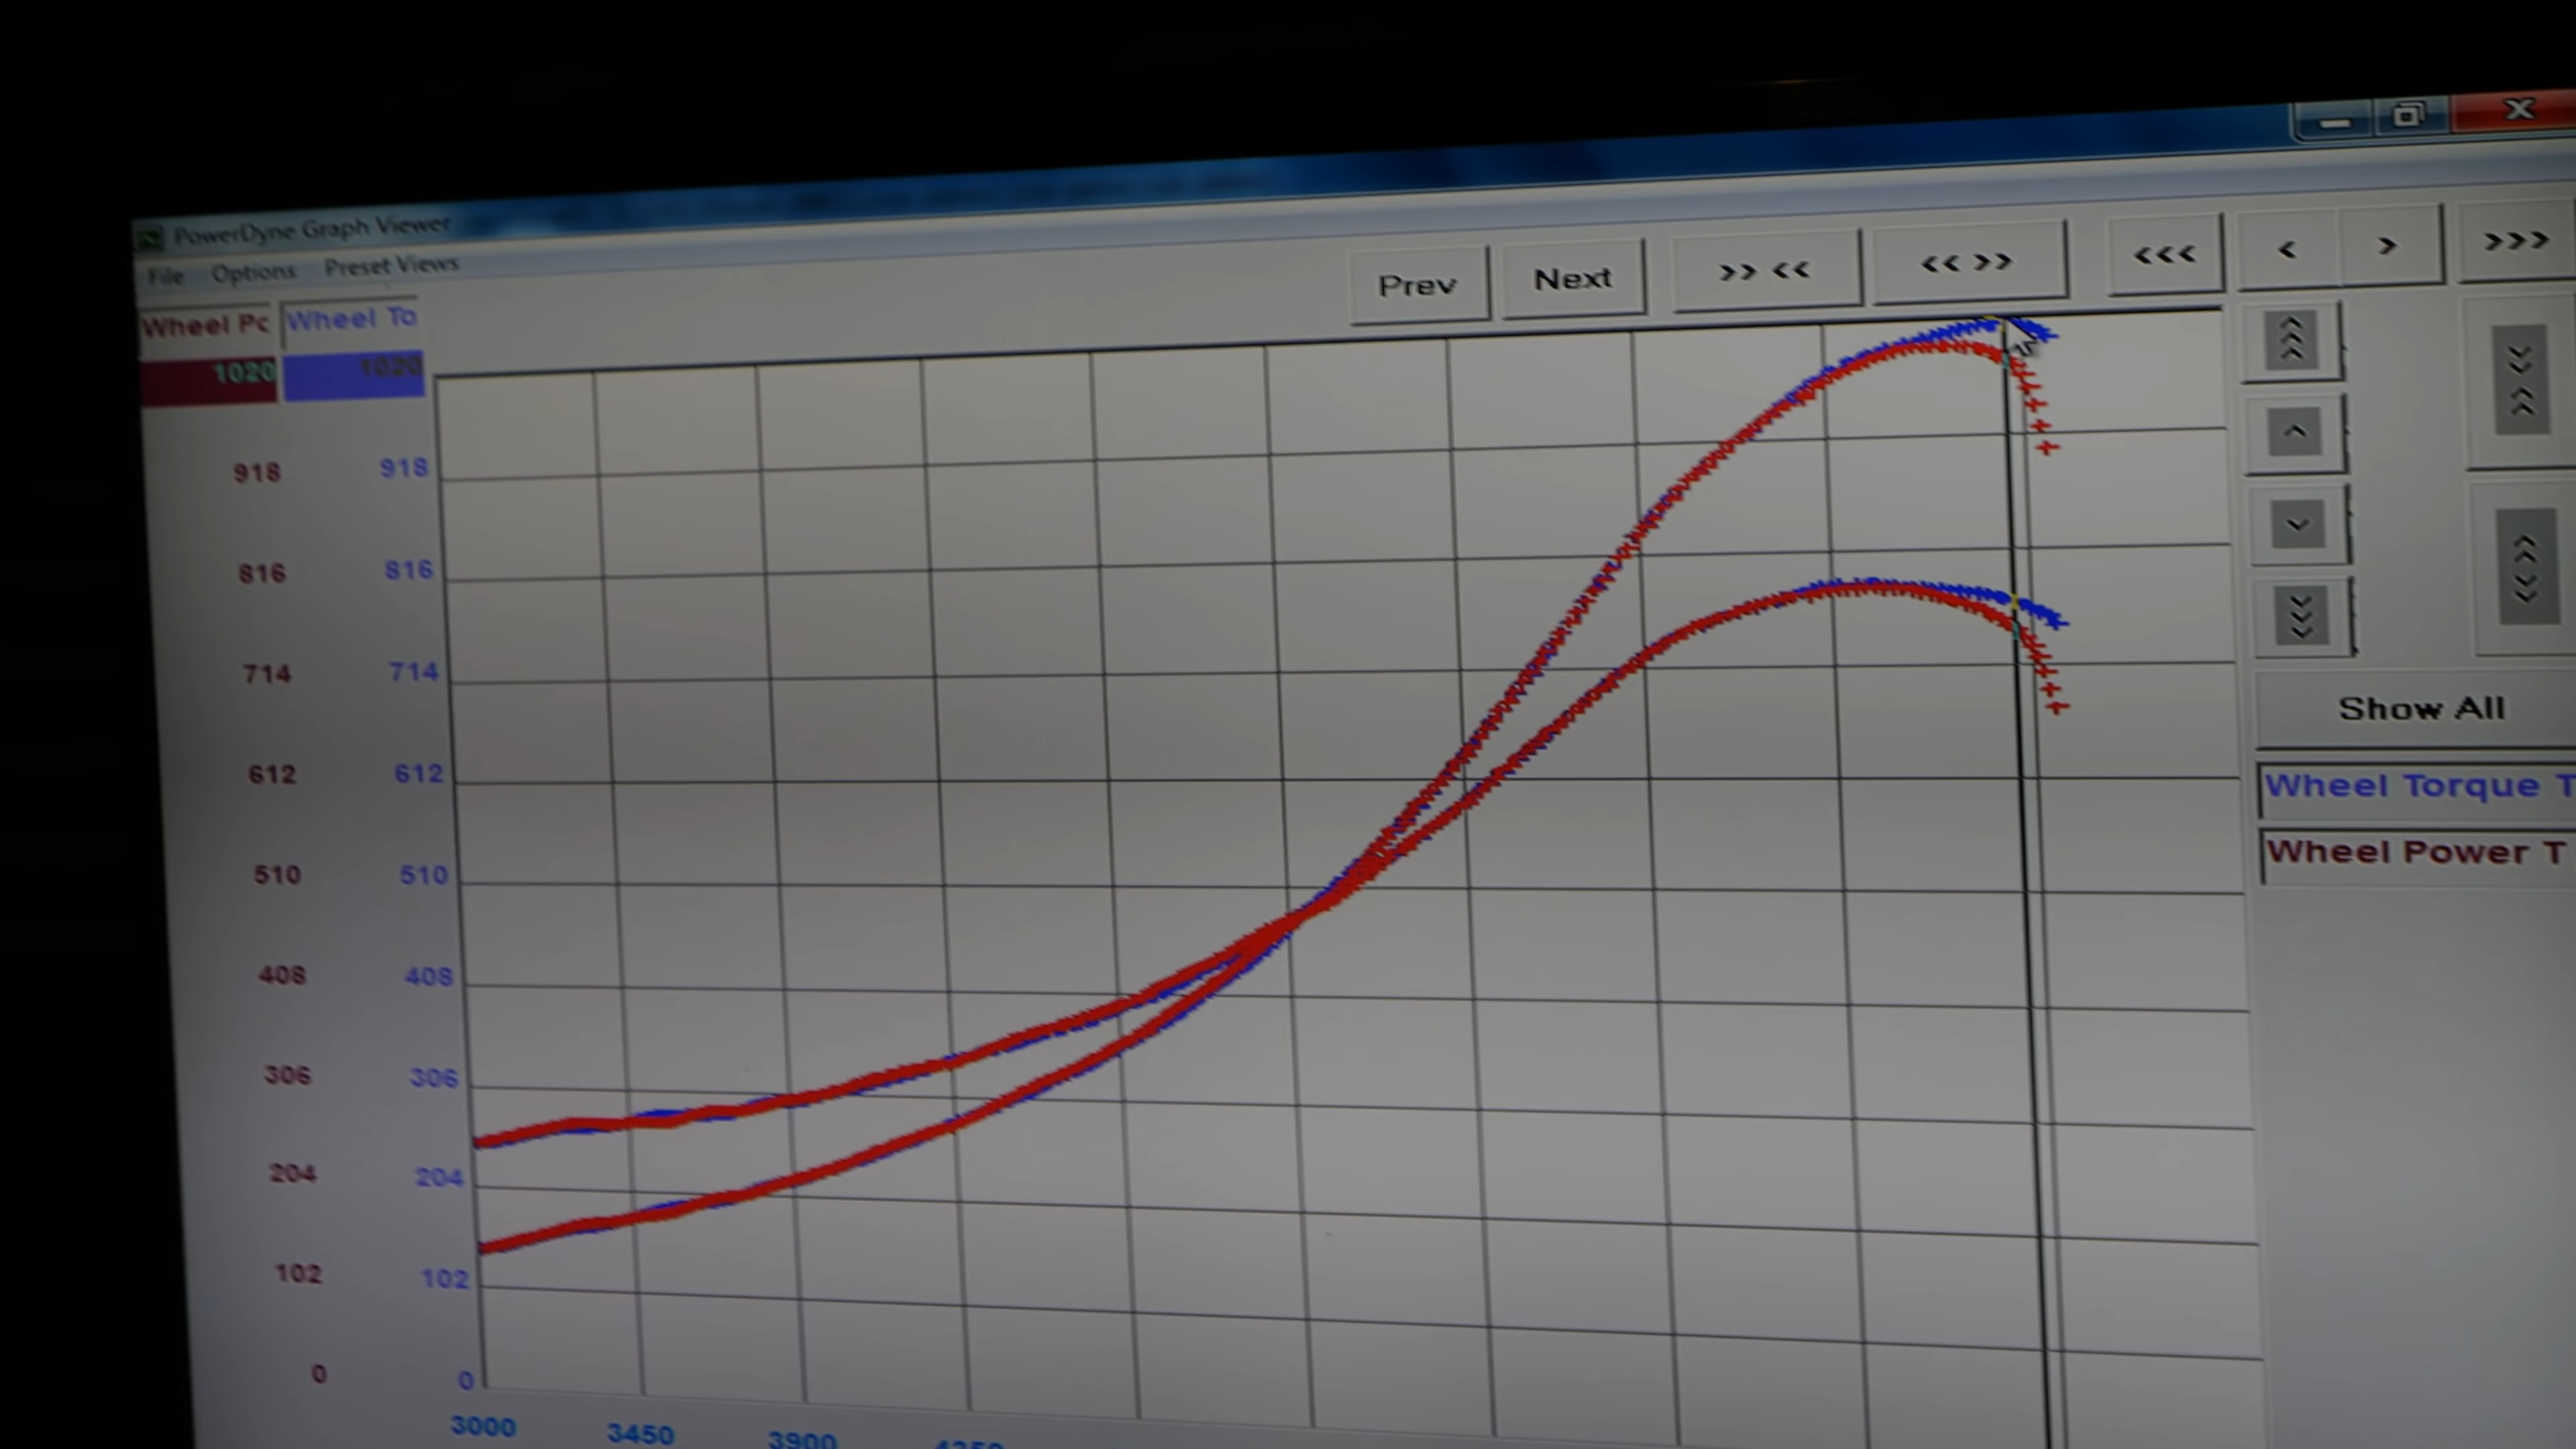 PowerDyne Graph Viewer
File Options Preset Views
Prev Next >> << << >> <<< < > >>>
Wheel Pc Wheel To
1020 1020
918 918
816 816
714 714
612 612
510 510
408 408
306 306
204 204
102 102
0 0
3000 3450 3900 4350
Show All
Wheel Torque T
Wheel Power T